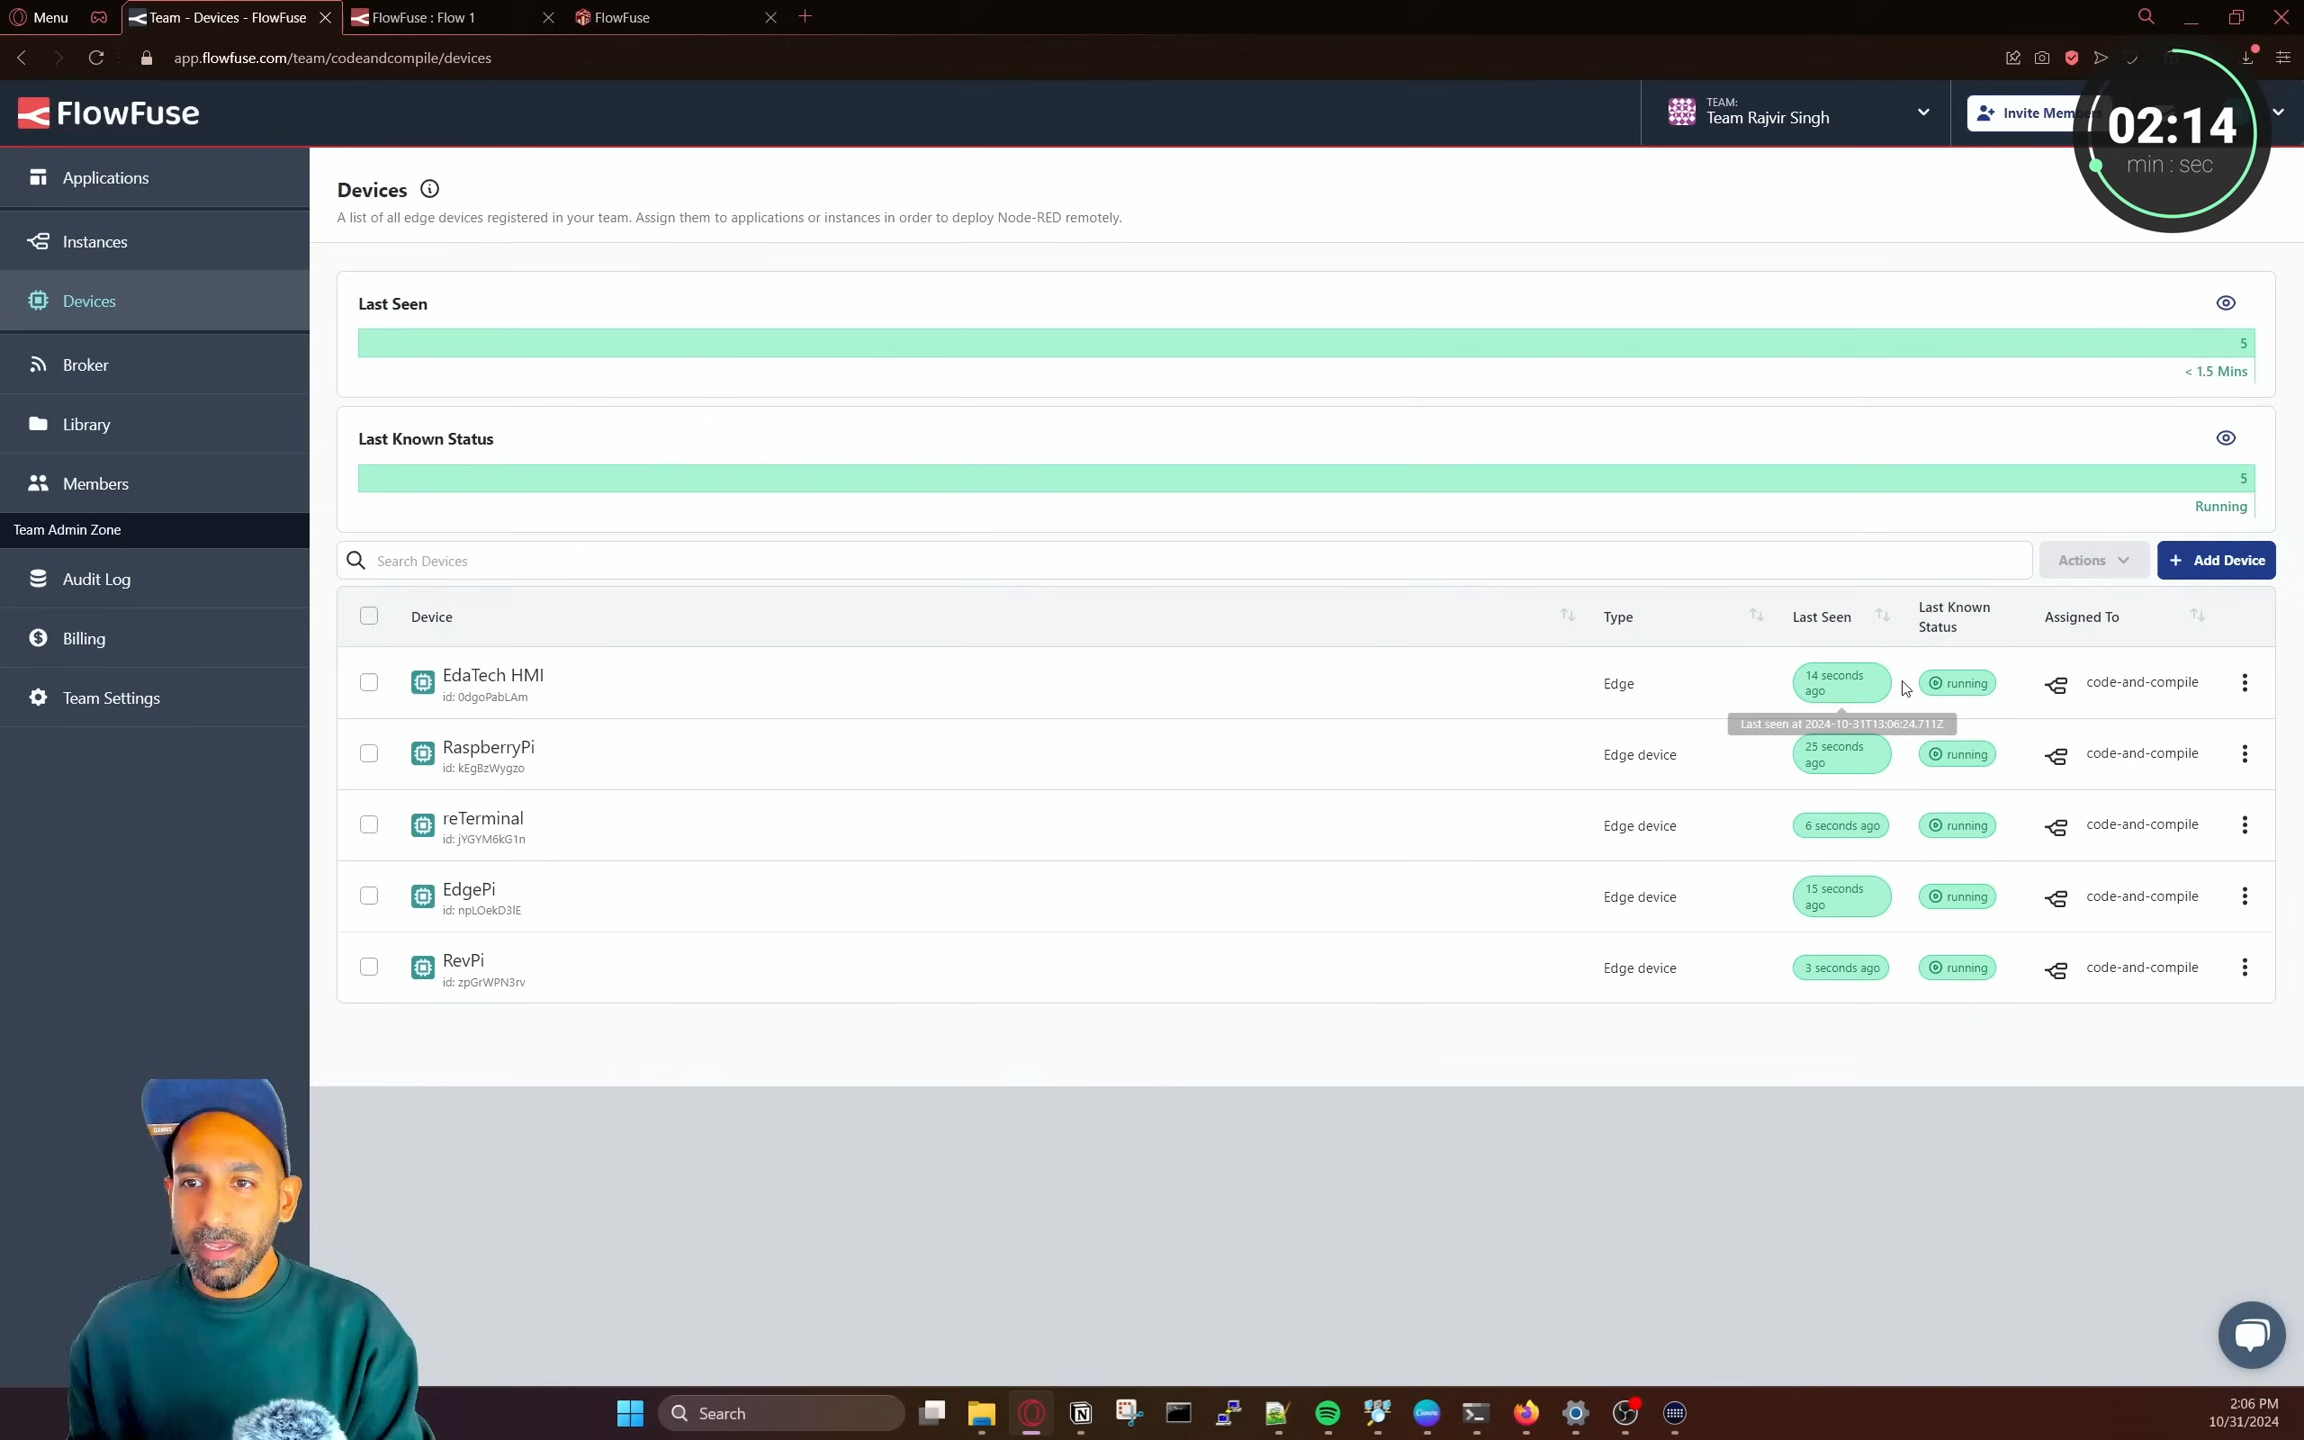 Menu
Team - Devices - FlowFuse
FlowFuse : Flow 1
FlowFuse
app.flowfuse.com/team/codeandcompile/devices
FlowFuse
TEAM:
Team Rajvir Singh
Invite Memb
02:14
min : sec
Applications
Instances
Devices
Broker
Library
Members
Team Admin Zone
Audit Log
Billing
Team Settings
Devices
A list of all edge devices registered in your team. Assign them to applications or instances in order to deploy Node-RED remotely.
Last Seen
5
< 1.5 Mins
Last Known Status
5
Running
Search Devices
Actions
+ Add Device
Device
Type
Last Seen
Last Known
Status
Assigned To
EdaTech HMI
id: 0dgoPabLAm
Edge
14 seconds
ago
running
code-and-compile
Last seen at 2024-10-31T13:06:24.711Z
RaspberryPi
id: kEgBzWygzo
Edge device
25 seconds
ago
running
code-and-compile
reTerminal
id: jYGYM6kG1n
Edge device
6 seconds ago
running
code-and-compile
EdgePi
id: npLOekD3lE
Edge device
15 seconds
ago
running
code-and-compile
RevPi
id: zpGrWPN3rv
Edge device
3 seconds ago
running
code-and-compile
Search
2:06 PM
10/31/2024